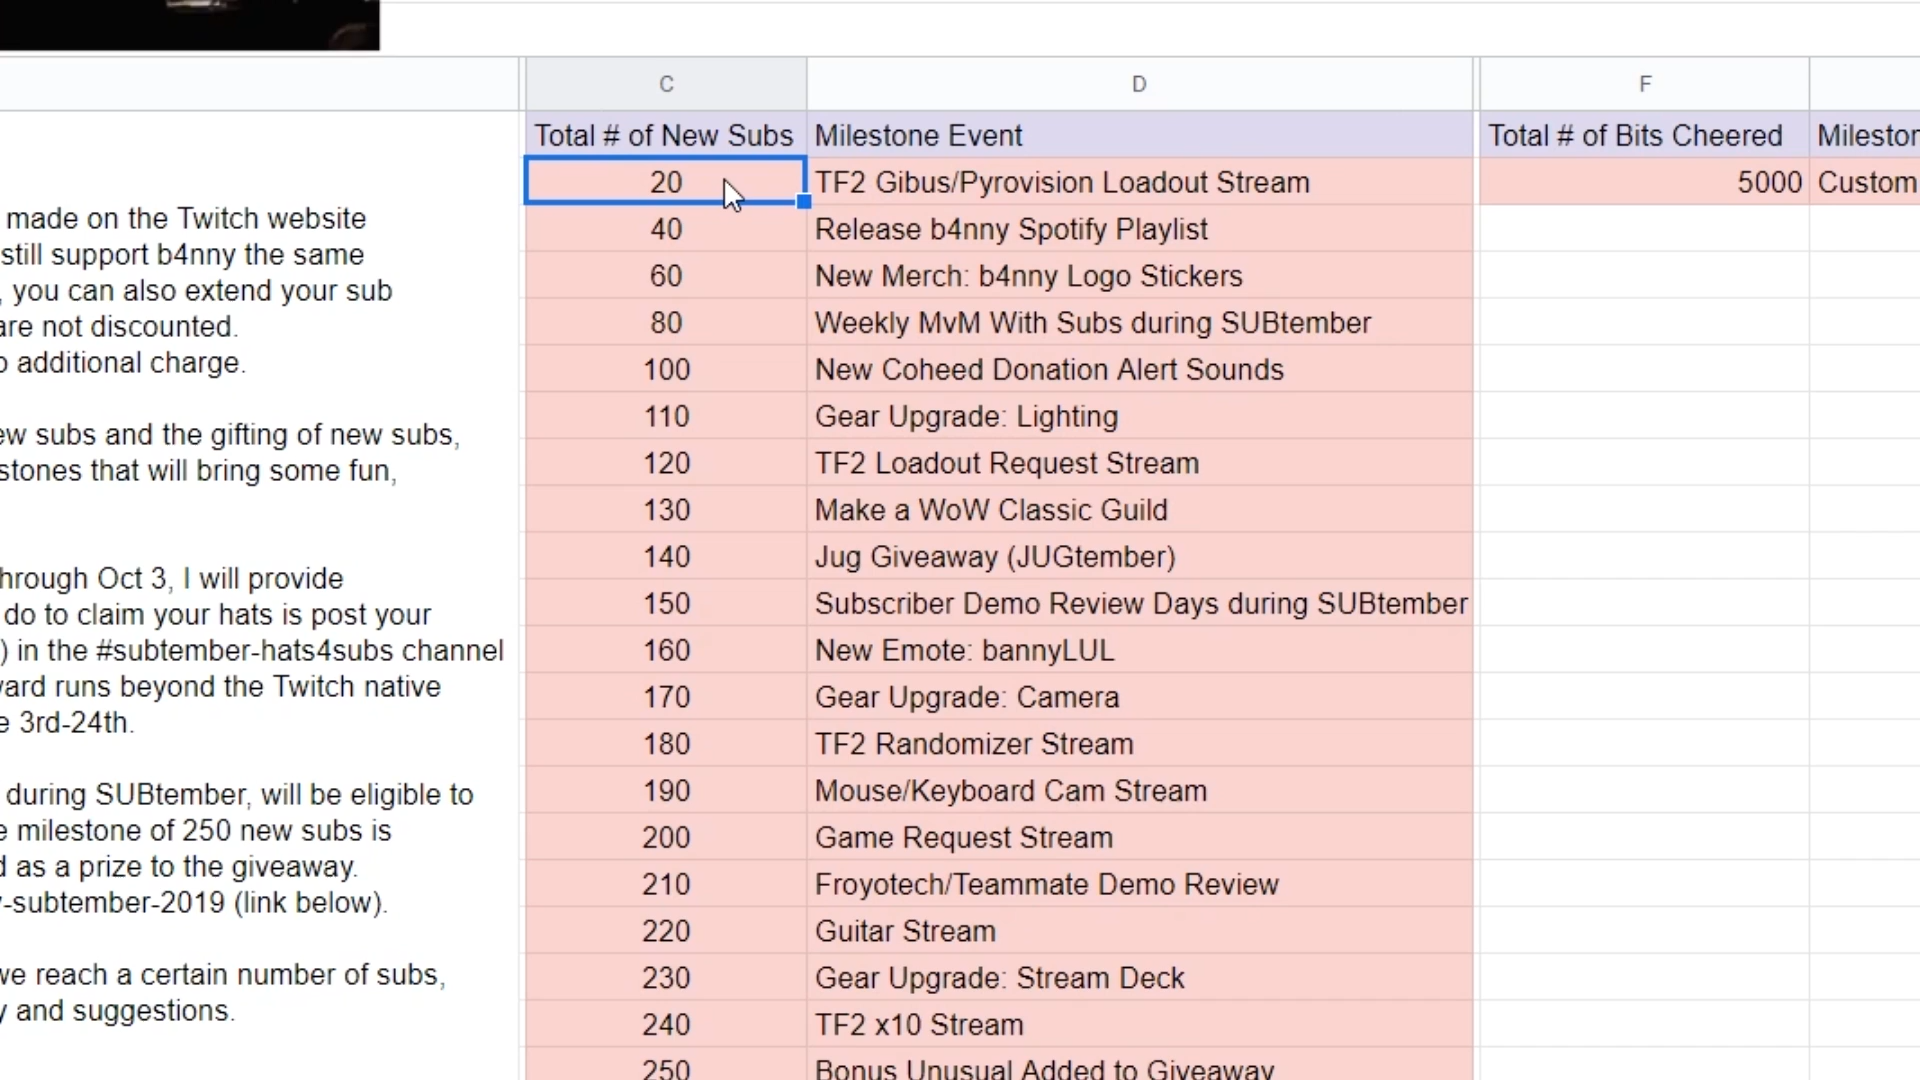 C D F
Total # of New Subs Milestone Event Total # of Bits Cheered
20 TF2 Gibus/Pyrovision Loadout Stream 5000 Custom
40 Release b4nny Spotify Playlist
60 New Merch: b4nny Logo Stickers
80 Weekly MvM With Subs during SUBtember
100 New Coheed Donation Alert Sounds
110 Gear Upgrade: Lighting
120 TF2 Loadout Request Stream
130 Make a WoW Classic Guild
140 Jug Giveaway (JUGtember)
150 Subscriber Demo Review Days during SUBtember
160 New Emote: bannyLUL
170 Gear Upgrade: Camera
180 TF2 Randomizer Stream
190 Mouse/Keyboard Cam Stream
200 Game Request Stream
210 Froyotech/Teammate Demo Review
220 Guitar Stream
230 Gear Upgrade: Stream Deck
240 TF2 x10 Stream
250 Bonus Unusual Added to Giveaway
made on the Twitch website
still support b4nny the same
, you can also extend your sub
are not discounted.
additional charge.
subs and the gifting of new subs,
that will bring some fun,
Oct 3, I will provide
do to claim your hats is post your
) in the #subtember-hats4subs channel
runs beyond the Twitch native
3rd-24th.
during SUBtember, will be eligible to
milestone of 250 new subs is
as a prize to the giveaway.
-subtember-2019 (link below).
we reach a certain number of subs,
and suggestions.